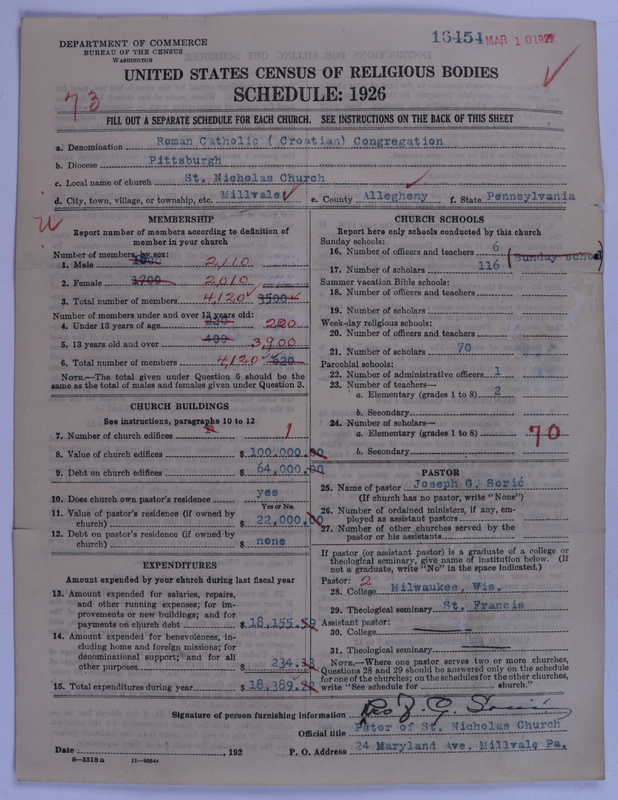 16454 MAR 10 1927
DEPARTMENT OF COMMERCE
BUREAU OF THE CENSUS
WASHINGTON
UNITED STATES CENSUS OF RELIGIOUS BODIES
SCHEDULE: 1926
73
FILL OUT A SEPARATE SCHEDULE FOR EACH CHURCH. SEE INSTRUCTIONS ON THE BACK OF THIS SHEET
a. Denomination Roman Catholic ( Croatian) Congregation
b. Diocese Pittsburgh
c. Local name of church St. Nicholas Church
d. City, town, village, or township, etc. Millvale e. County Allegheny f. State Pennsylvania
MEMBERSHIP
Report number of members according to definition of
member in your church
Number of members, by sex:
1. Male 1800 2,110
2. Female 1700 2,010
3. Total number of members 4,120 3500
Number of members under and over 13 years old:
4. Under 13 years of age 220 220
5. 13 years old and over 400 3,900
6. Total number of members 4,120 620
NOTE.—The total given under Question 6 should be the
same as the total of males and females given under Question 3.
CHURCH BUILDINGS
See instructions, paragraphs 10 to 12
7. Number of church edifices 1
8. Value of church edifices $ 100,000.00
9. Debt on church edifices $ 64,000.00
10. Does church own pastor's residence yes
Yes or No.
11. Value of pastor's residence (if owned by
church) $ 22,000.00
12. Debt on pastor's residence (if owned by
church) $ none
EXPENDITURES
Amount expended by your church during last fiscal year
13. Amount expended for salaries, repairs,
and other running expenses; for im-
provements or new buildings; and for
payments on church debt $ 18,155.59
14. Amount expended for benevolences, in-
cluding home and foreign missions; for
denominational support; and for all
other purposes $ 234.33
15. Total expenditures during year $ 18,389.92
CHURCH SCHOOLS
Report here only schools conducted by this church
Sunday schools:
16. Number of officers and teachers 6
(Sunday school)
17. Number of scholars 116
Summer vacation Bible schools:
18. Number of officers and teachers
19. Number of scholars
Week-day religious schools:
20. Number of officers and teachers
21. Number of scholars 70
Parochial schools:
22. Number of administrative officers 1
23. Number of teachers—
a. Elementary (grades 1 to 8) 2
b. Secondary
24. Number of scholars—
a. Elementary (grades 1 to 8) 70
b. Secondary
PASTOR
25. Name of pastor Joseph G. Sorić
(If church has no pastor, write "None")
26. Number of ordained ministers, if any, em-
ployed as assistant pastors
27. Number of other churches served by the
pastor or his assistants
If pastor (or assistant pastor) is a graduate of a college or
theological seminary, give name of institution below. (If
not a graduate, write "No" in the space indicated.)
Pastor: 2
28. College Milwaukee, Wis.
29. Theological seminary St. Francis
Assistant pastor:
30. College
31. Theological seminary
NOTE.—Where one pastor serves two or more churches,
Questions 28 and 29 should be answered only on the schedule
for one of the churches; on the schedules for the other churches,
write "See schedule for church."
Signature of person furnishing information
Official title Pstor of St. Nicholas Church
Date , 192 P. O. Address 24 Maryland Ave. Millvale Pa.
8—5518a 11—9084c